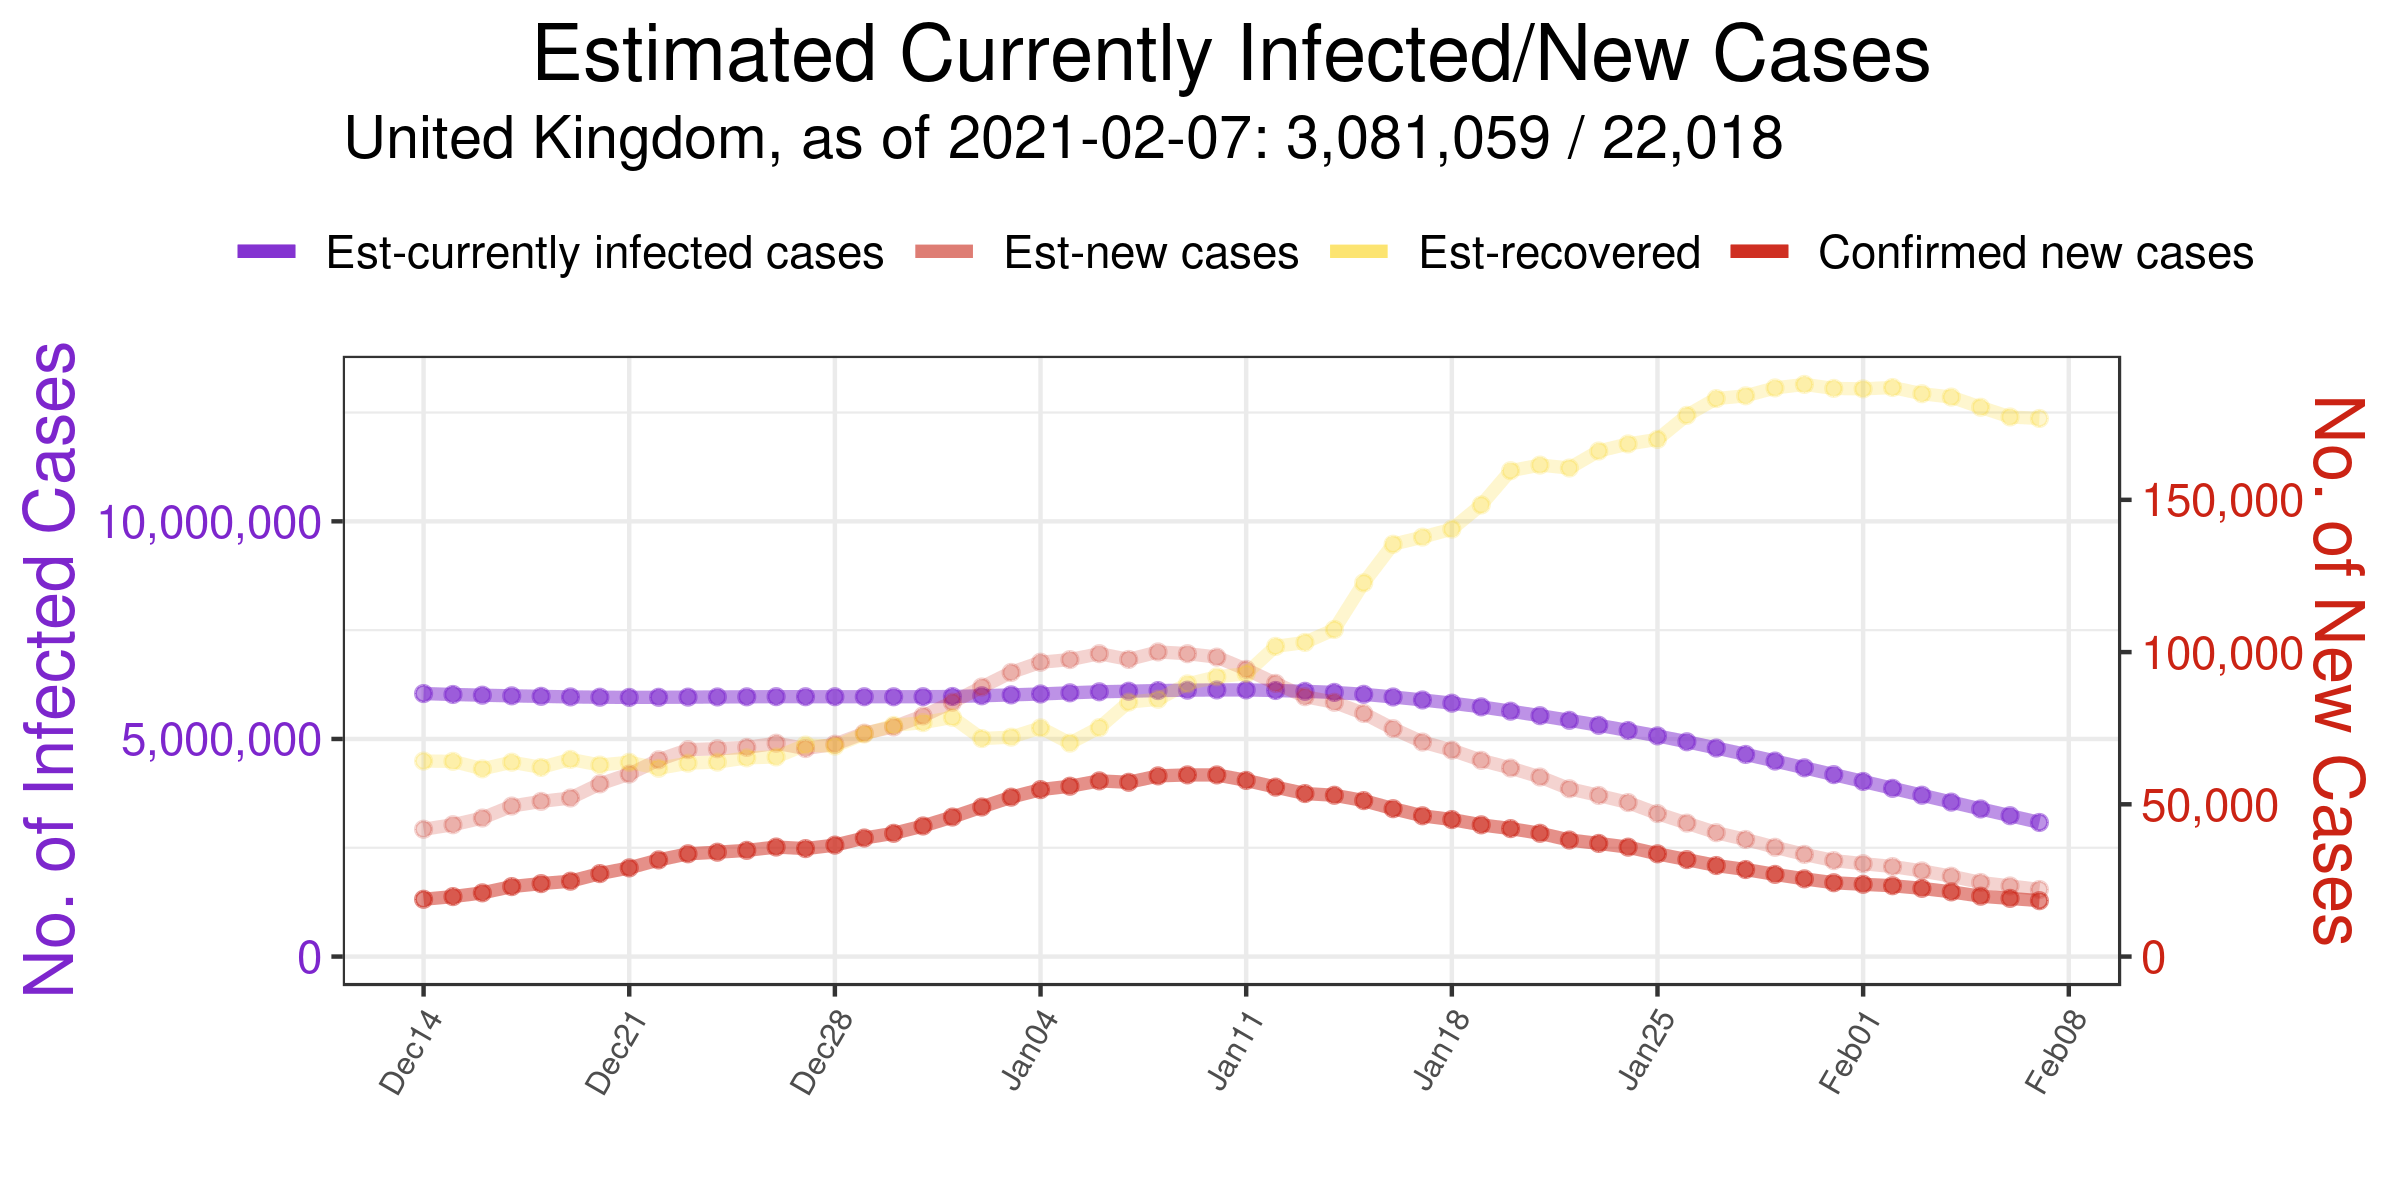 Estimated Currently Infected/New Cases
United Kingdom, as of 2021-02-07: 3,081,059 / 22,018
Est-currently infected cases Est-new cases Est-recovered Confirmed new cases
No. of Infected Cases
10,000,000
5,000,000
0
No. of New Cases
150,000
100,000
50,000
0
Dec14 Dec21 Dec28 Jan04 Jan11 Jan18 Jan25 Feb01 Feb08